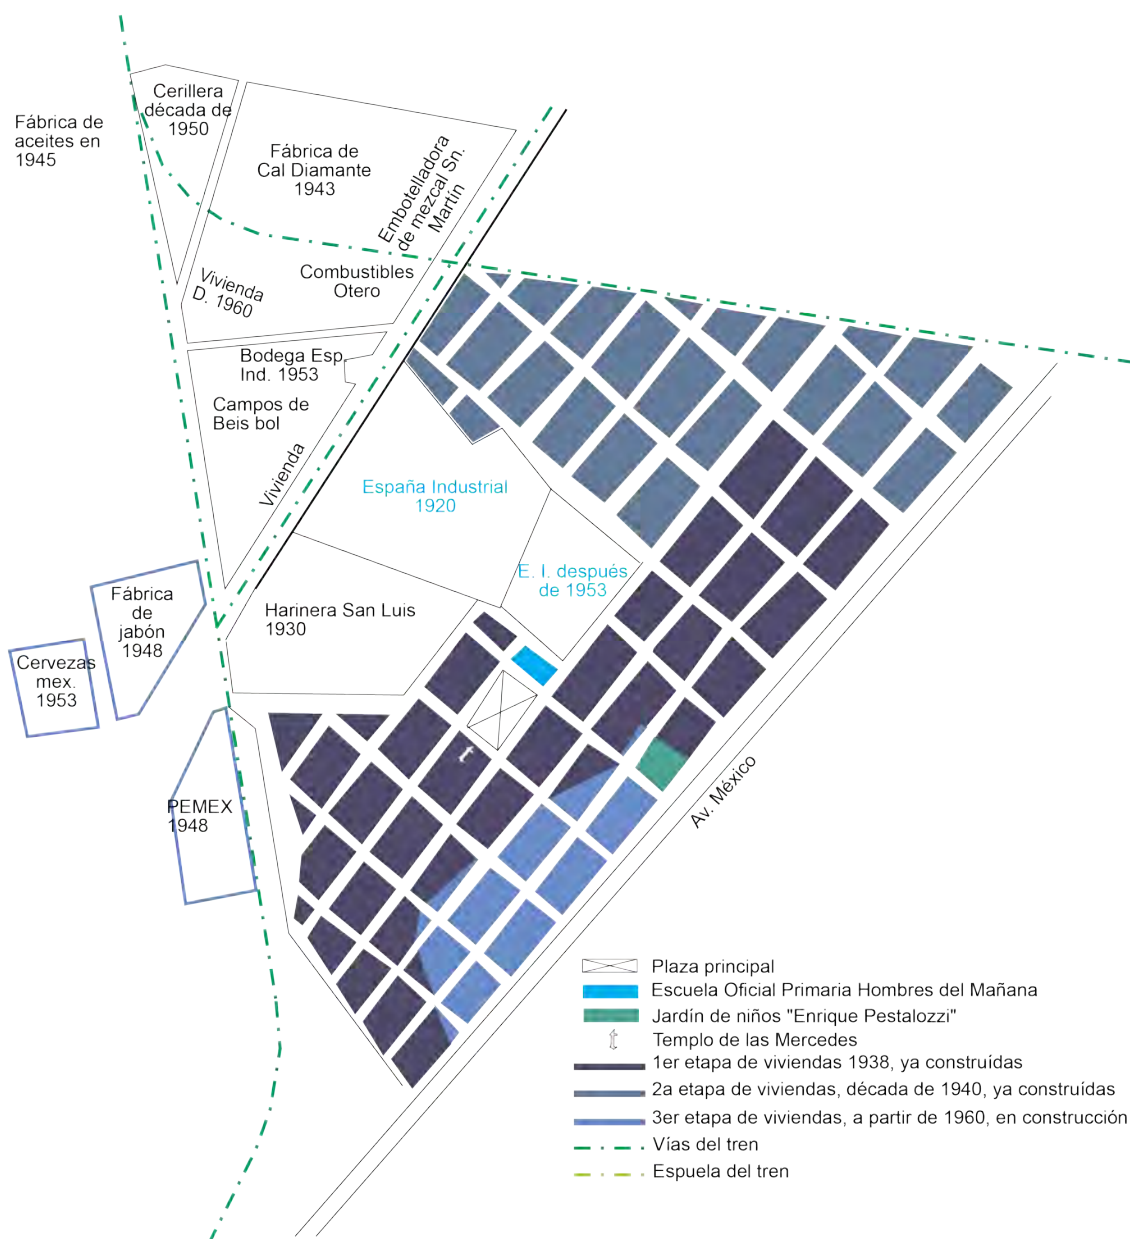 Cerillera
década de
1950
Fábrica de
aceites en
1945
Fábrica de
Cal Diamante
1943
Embotelladora
de mezcal Sn.
Martín
Vivienda
D. 1960
Combustibles
Otero
Bodega Esp.
Ind. 1953
Campos de
Beis bol
Vivienda
España Industrial
1920
E. I. después
de 1953
Harinera San Luis
1930
Fábrica
de
jabón
1948
Cervezas
mex.
1953
PEMEX
1948
Av. México
Plaza principal
Escuela Oficial Primaria Hombres del Mañana
Jardín de niños "Enrique Pestalozzi"
Templo de las Mercedes
1er etapa de viviendas 1938, ya construídas
2a etapa de viviendas, década de 1940, ya construídas
3er etapa de viviendas, a partir de 1960, en construcción
Vías del tren
Espuela del tren